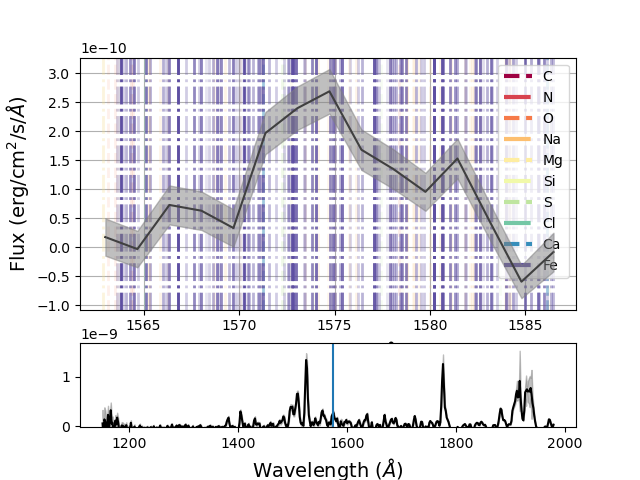 1e−10
Flux (erg/cm²/s/Å)
3.0
2.5
2.0
1.5
1.0
0.5
0.0
−0.5
−1.0
C
N
O
Na
Mg
Si
S
Cl
Ca
Fe
1565 1570 1575 1580 1585
1e−9
1
0
1200 1400 1600 1800 2000
Wavelength (Å)